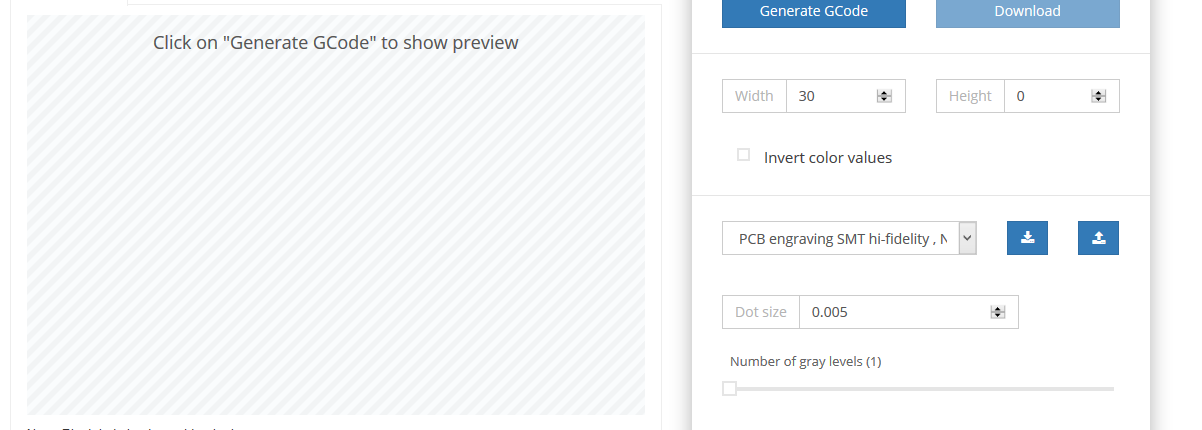 Click on "Generate GCode" to show preview
Generate GCode
Download
Width 30
Height 0
Invert color values
PCB engraving SMT hi-fidelity , N
Dot size 0.005
Number of gray levels (1)